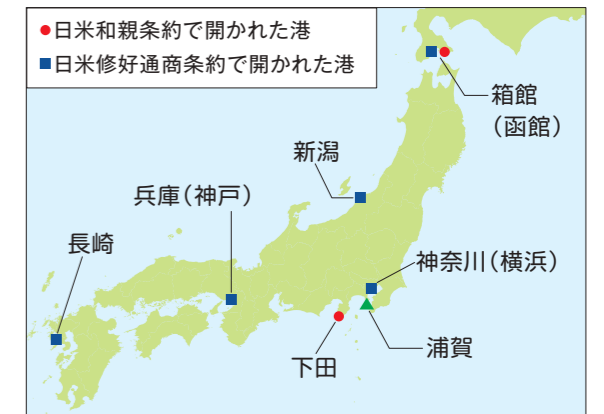 ●日米和親条約で開かれた港
■日米修好通商条約で開かれた港
箱館
(函館)
新潟
兵庫(神戸)
長崎
神奈川(横浜)
浦賀
下田